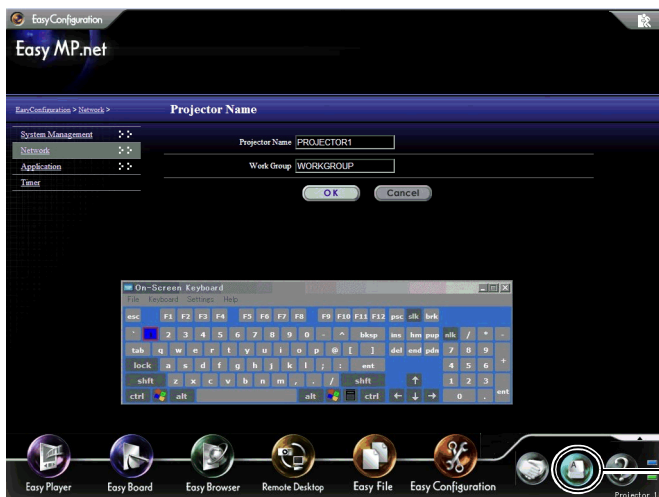 EasyConfiguration
Easy MP.net
EasyConfiguration > Network >
Projector Name
System Management
Network
Application
Timer
Projector Name PROJECTOR1
Work Group WORKGROUP
OK Cancel
On-Screen Keyboard
File Keyboard Settings Help
esc F1 F2 F3 F4 F5 F6 F7 F8 F9 F10 F11 F12 psc slk brk
2 3 4 5 6 7 8 9 0 - ^ bksp ins hm pup nlk / * -
tab q w e r t y u i o p @ [ ] del end pdn 7 8 9 +
lock a s d f g h j k l ; : ent 4 5 6
shft z x c v b n m , . / shft ↑ 1 2 3 ent
ctrl alt alt ctrl ← ↓ → 0 .
Easy Player Easy Board Easy Browser Remote Desktop Easy File Easy Configuration
A ?